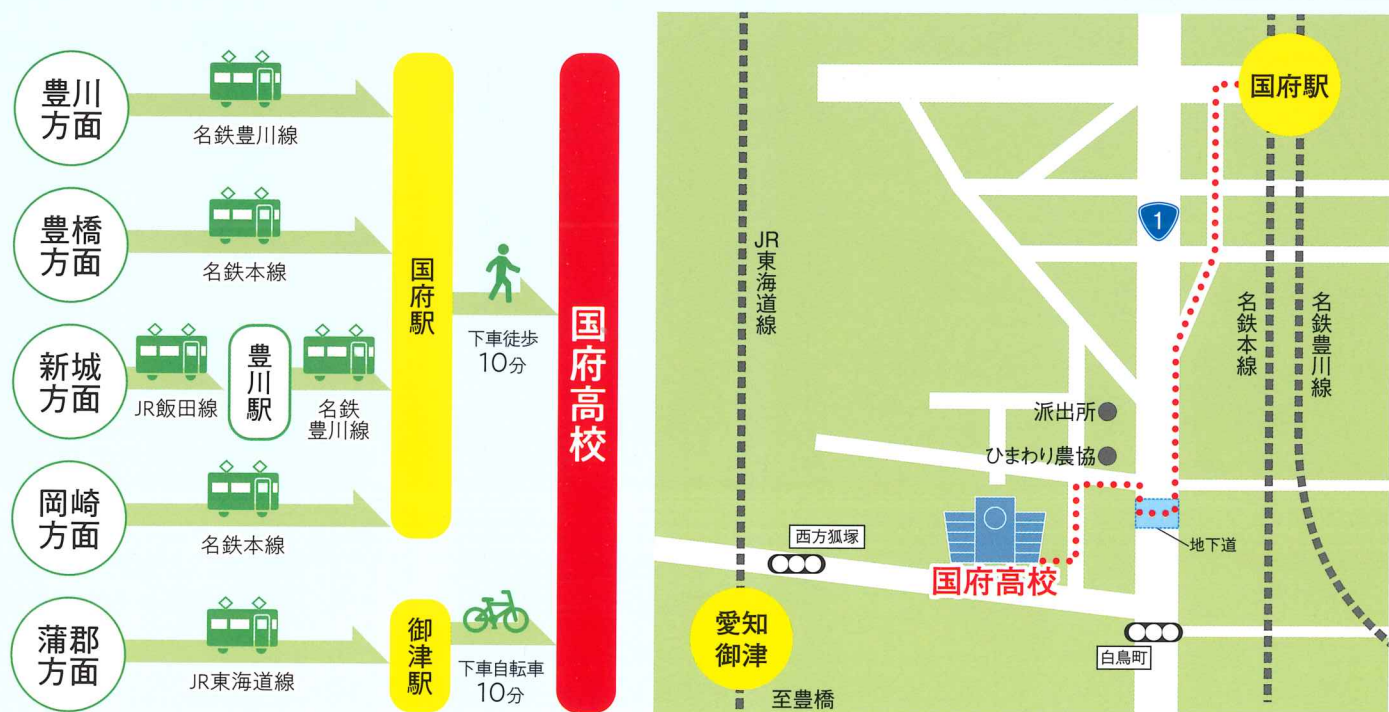 豊川
方面
名鉄豊川線
豊橋
方面
名鉄本線
新城
方面
JR飯田線
豊川駅
名鉄
豊川線
岡崎
方面
名鉄本線
蒲郡
方面
JR東海道線
国府駅
御津駅
下車徒歩
10分
下車自転車
10分
国府高校
国府駅
1
JR東海道線
名鉄本線
名鉄豊川線
派出所
ひまわり農協
地下道
西方狐塚
国府高校
愛知
御津
白鳥町
至豊橋